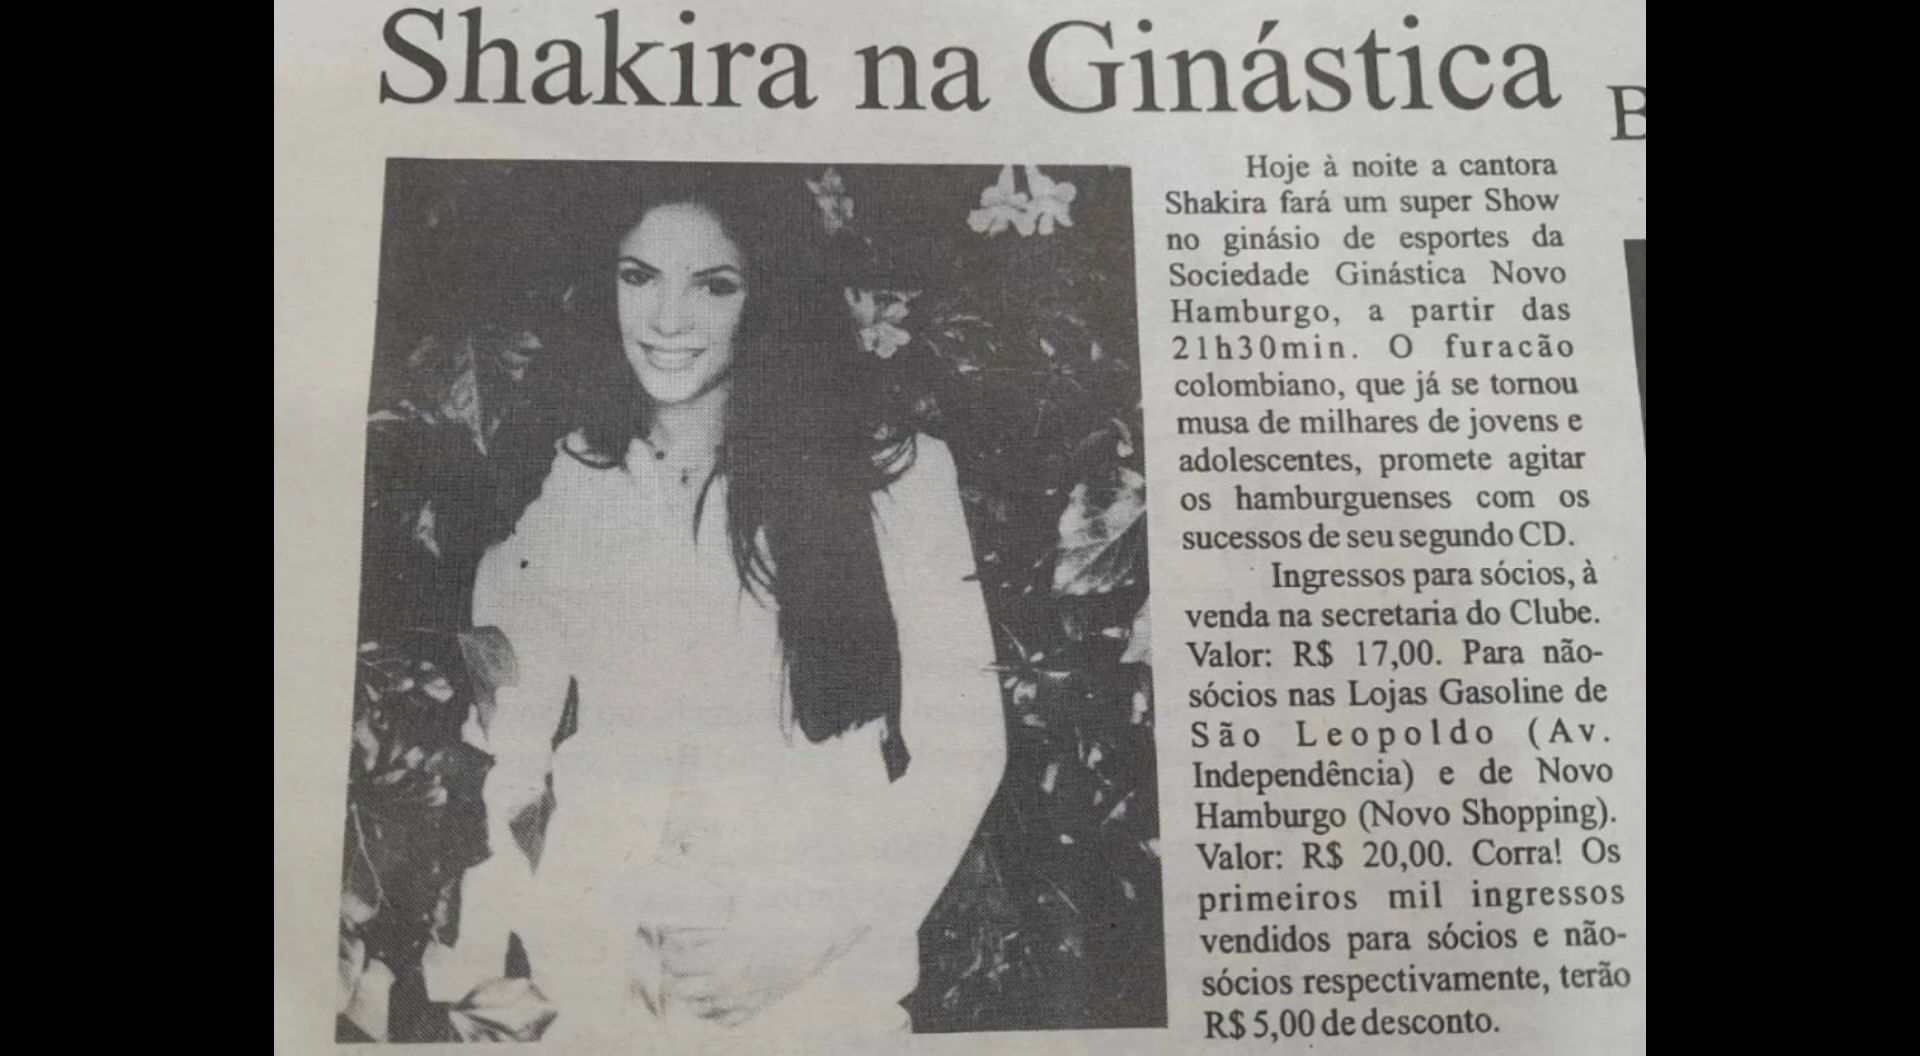 Shakira na Ginástica
B
Hoje à noite a cantora
Shakira fará um super Show
no ginásio de esportes da
Sociedade Ginástica Novo
Hamburgo, a partir das
21h30min. O furacão
colombiano, que já se tornou
musa de milhares de jovens e
adolescentes, promete agitar
os hamburguenses com os
sucessos de seu segundo CD.
Ingressos para sócios, à
venda na secretaria do Clube.
Valor: R$ 17,00. Para não-
sócios nas Lojas Gasoline de
São Leopoldo (Av.
Independência) e de Novo
Hamburgo (Novo Shopping).
Valor: R$ 20,00. Corra! Os
primeiros mil ingressos
vendidos para sócios e não-
sócios respectivamente, terão
R$ 5,00 de desconto.